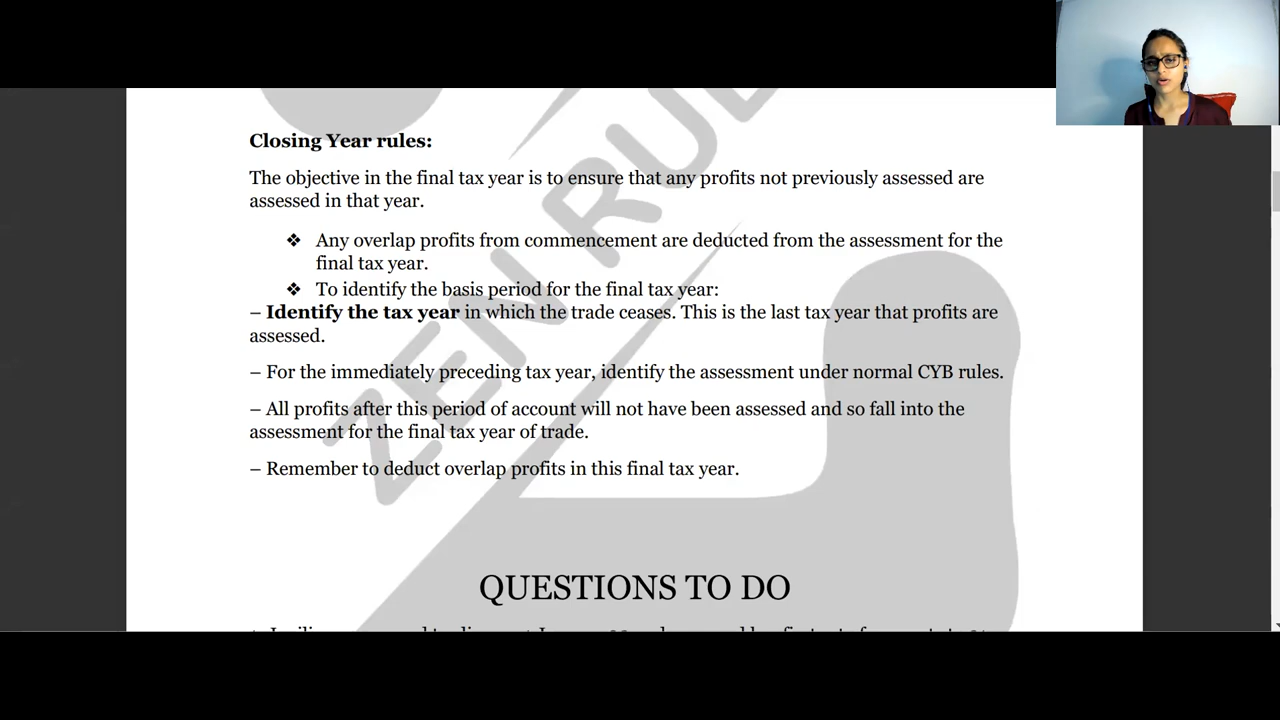 Closing Year rules:
The objective in the final tax year is to ensure that any profits not previously assessed are
assessed in that year.
❖ Any overlap profits from commencement are deducted from the assessment for the
final tax year.
❖ To identify the basis period for the final tax year:
– Identify the tax year in which the trade ceases. This is the last tax year that profits are
assessed.
– For the immediately preceding tax year, identify the assessment under normal CYB rules.
– All profits after this period of account will not have been assessed and so fall into the
assessment for the final tax year of trade.
– Remember to deduct overlap profits in this final tax year.
QUESTIONS TO DO
ZEN RU